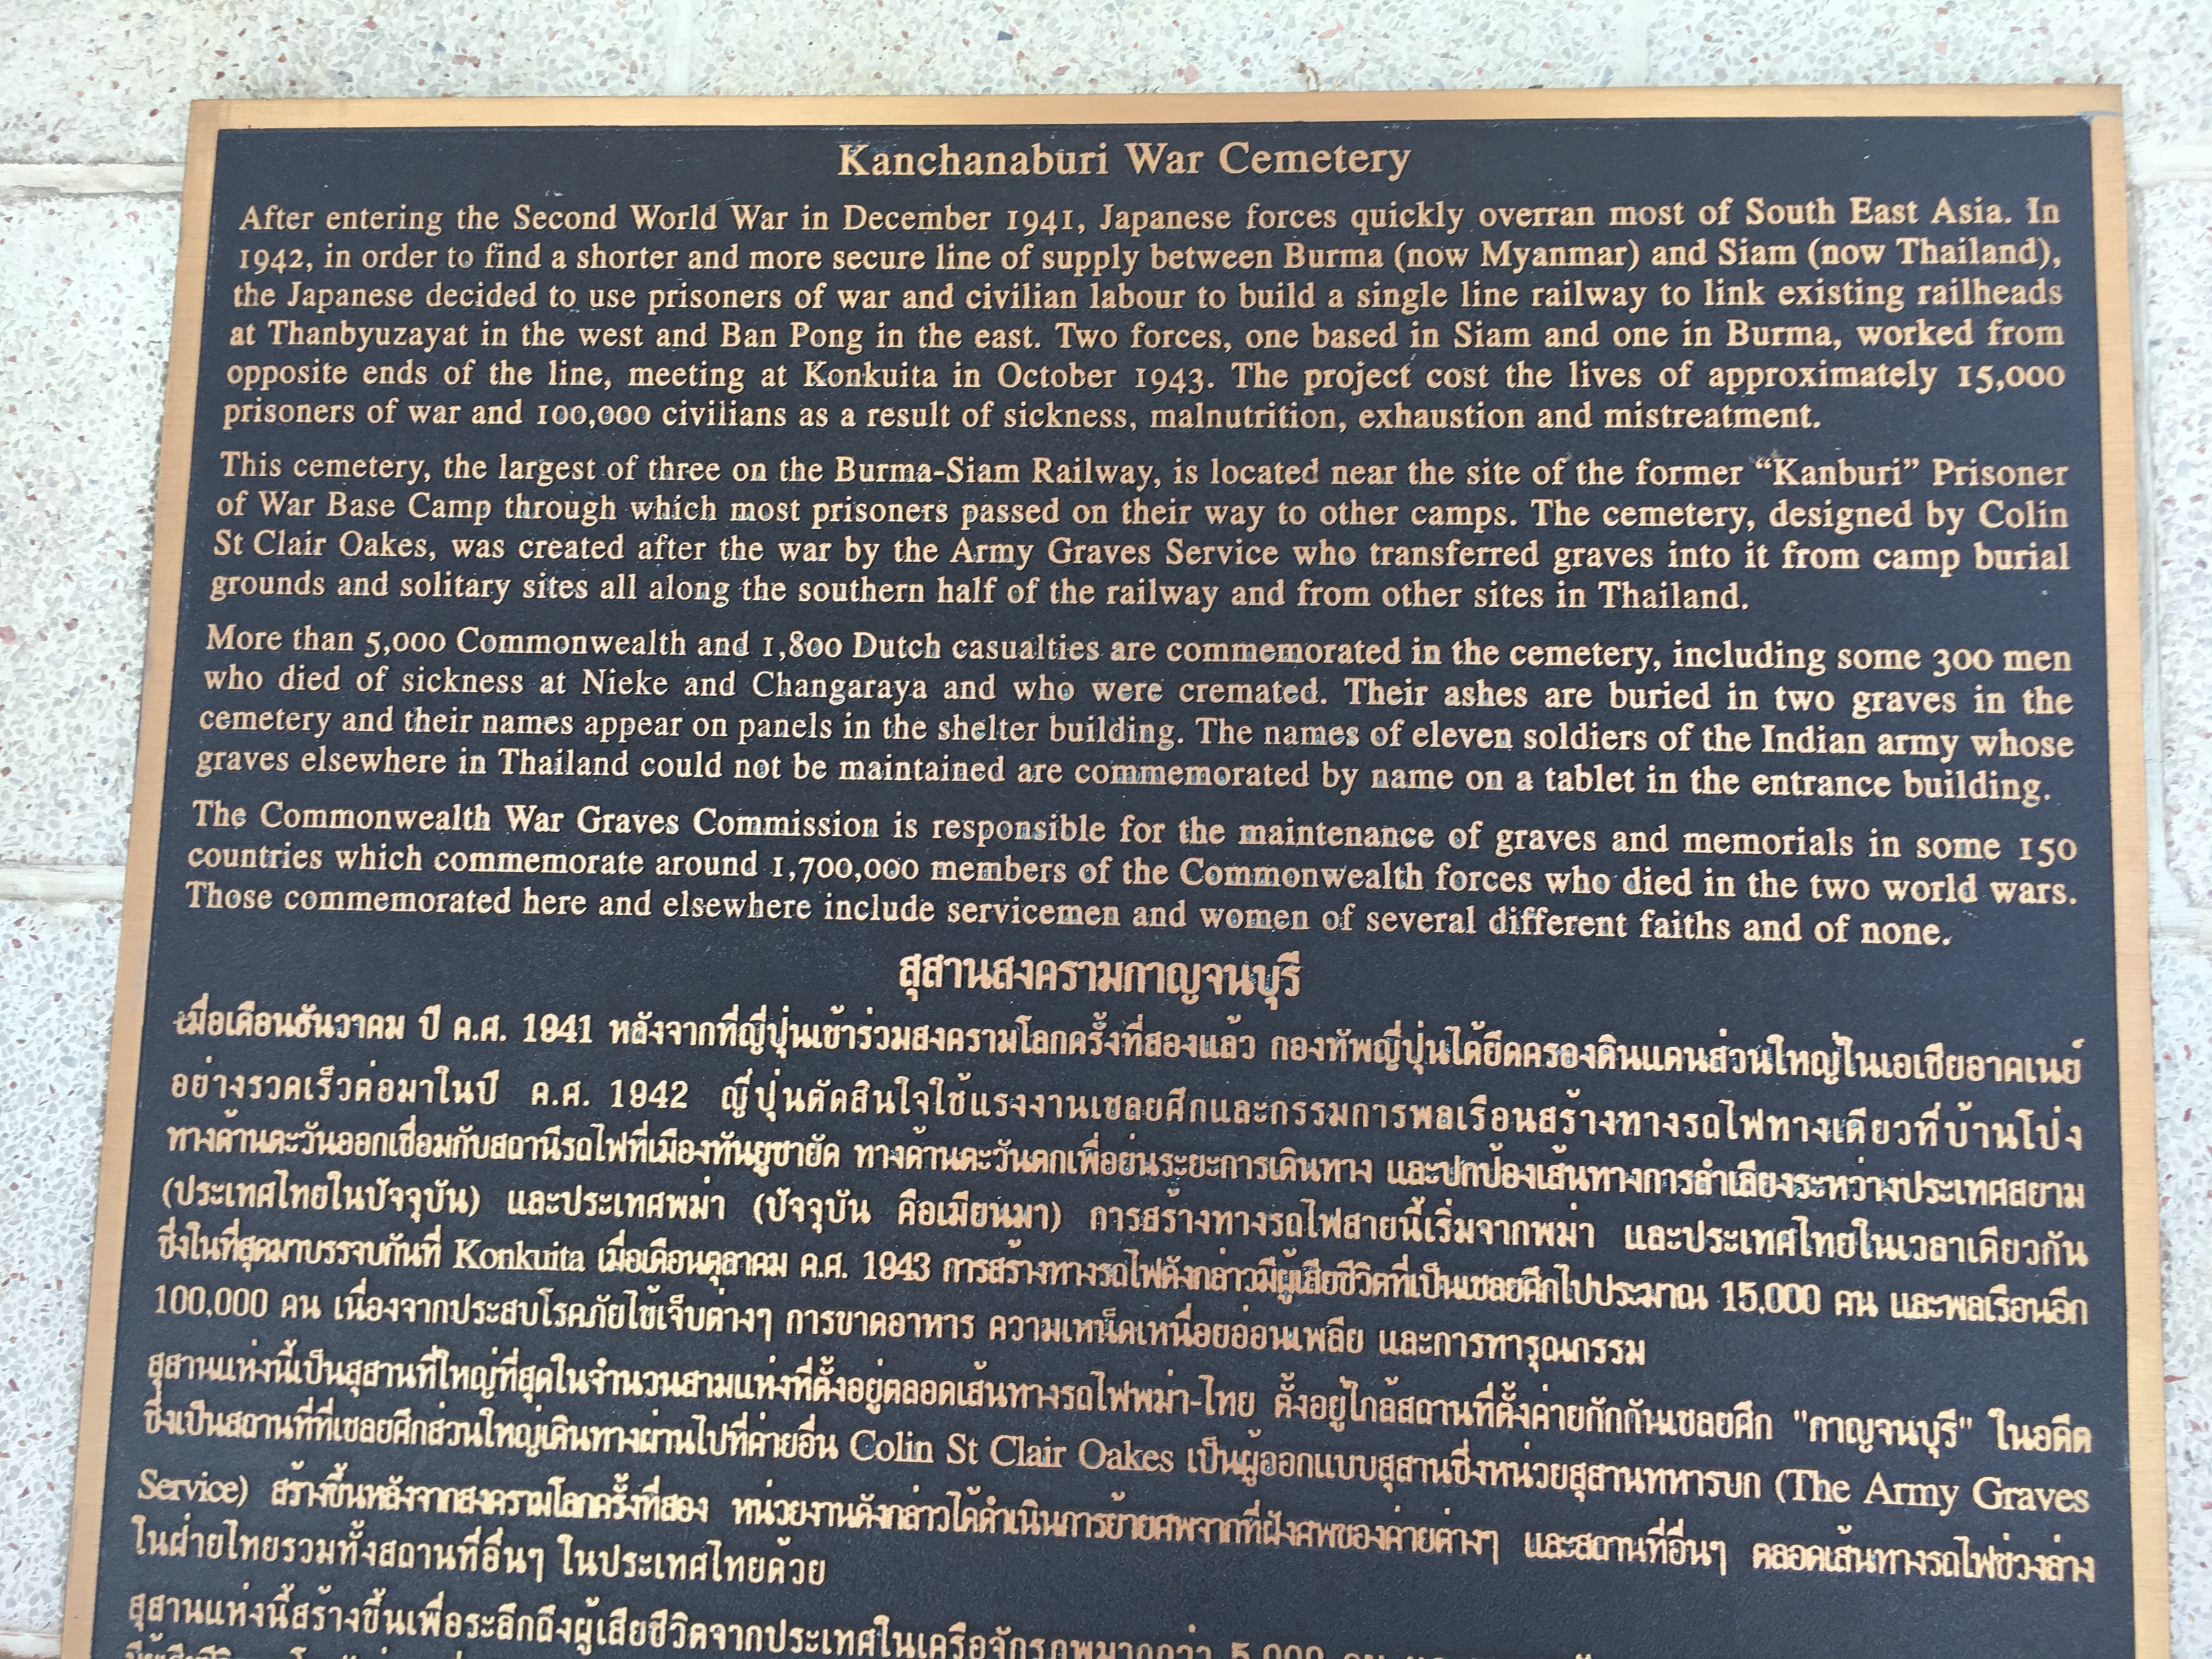 Kanchanaburi War Cemetery
After entering the Second World War in December 1941, Japanese forces quickly overran most of South East Asia. In
1942, in order to find a shorter and more secure line of supply between Burma (now Myanmar) and Siam (now Thailand),
the Japanese decided to use prisoners of war and civilian labour to build a single line railway to link existing railheads
at Thanbyuzayat in the west and Ban Pong in the east. Two forces, one based in Siam and one in Burma, worked from
opposite ends of the line, meeting at Konkuita in October 1943. The project cost the lives of approximately 15,000
prisoners of war and 100,000 civilians as a result of sickness, malnutrition, exhaustion and mistreatment.
This cemetery, the largest of three on the Burma-Siam Railway, is located near the site of the former “Kanburi” Prisoner
of War Base Camp through which most prisoners passed on their way to other camps. The cemetery, designed by Colin
St Clair Oakes, was created after the war by the Army Graves Service who transferred graves into it from camp burial
grounds and solitary sites all along the southern half of the railway and from other sites in Thailand.
More than 5,000 Commonwealth and 1,800 Dutch casualties are commemorated in the cemetery, including some 300 men
who died of sickness at Nieke and Changaraya and who were cremated. Their ashes are buried in two graves in the
cemetery and their names appear on panels in the shelter building. The names of eleven soldiers of the Indian army whose
graves elsewhere in Thailand could not be maintained are commemorated by name on a tablet in the entrance building.
The Commonwealth War Graves Commission is responsible for the maintenance of graves and memorials in some 150
countries which commemorate around 1,700,000 members of the Commonwealth forces who died in the two world wars.
Those commemorated here and elsewhere include servicemen and women of several different faiths and of none.
สุสานสงครามกาญจนบุรี
เมื่อเดือนธันวาคม ปี ค.ศ. 1941 หลังจากที่ญี่ปุ่นเข้าร่วมสงครามโลกครั้งที่สองแล้ว กองทัพญี่ปุ่นได้ยึดครองดินแดนส่วนใหญ่ในเอเชียอาคเนย์
อย่างรวดเร็วต่อมาในปี ค.ศ. 1942 ญี่ปุ่นตัดสินใจใช้แรงงานเชลยศึกและกรรมการพลเรือนสร้างทางรถไฟทางเดียวที่บ้านโป่ง
ทางด้านตะวันออกเชื่อมกับสถานีรถไฟที่เมืองทันยูซายัด ทางด้านตะวันตกเพื่อย่นระยะการเดินทาง และปกป้องเส้นทางการลำเลียงระหว่างประเทศสยาม
(ประเทศไทยในปัจจุบัน) และประเทศพม่า (ปัจจุบัน คือเมียนมา) การสร้างทางรถไฟสายนี้เริ่มจากพม่า และประเทศไทยในเวลาเดียวกัน
ซึ่งในที่สุดมาบรรจบกันที่ Konkuita เมื่อเดือนตุลาคม ค.ศ. 1943 การสร้างทางรถไฟดังกล่าวมีผู้เสียชีวิตที่เป็นเชลยศึกไปประมาณ 15,000 คน และพลเรือนอีก
100,000 คน เนื่องจากประสบโรคภัยไข้เจ็บต่างๆ การขาดอาหาร ความเหน็ดเหนื่อยอ่อนเพลีย และการทารุณกรรม
สุสานแห่งนี้เป็นสุสานที่ใหญ่ที่สุดในจำนวนสามแห่งที่ตั้งอยู่ตลอดเส้นทางรถไฟพม่า-ไทย ตั้งอยู่ใกล้สถานที่ตั้งค่ายกักกันเชลยศึก "กาญจนบุรี" ในอดีต
ซึ่งเป็นสถานที่ที่เชลยศึกส่วนใหญ่เดินทางผ่านไปที่ค่ายอื่น Colin St Clair Oakes เป็นผู้ออกแบบสุสานซึ่งหน่วยสุสานทหารบก (The Army Graves
Service) สร้างขึ้นหลังจากสงครามโลกครั้งที่สอง หน่วยงานดังกล่าวได้ดำเนินการย้ายศพจากที่ฝังศพของค่ายต่างๆ และสถานที่อื่นๆ ตลอดเส้นทางรถไฟช่วงล่าง
ในฝ่ายไทยรวมทั้งสถานที่อื่นๆ ในประเทศไทยด้วย
สุสานแห่งนี้สร้างขึ้นเพื่อระลึกถึงผู้เสียชีวิตจากประเทศในเครือจักรภพมากกว่า 5,000 คน